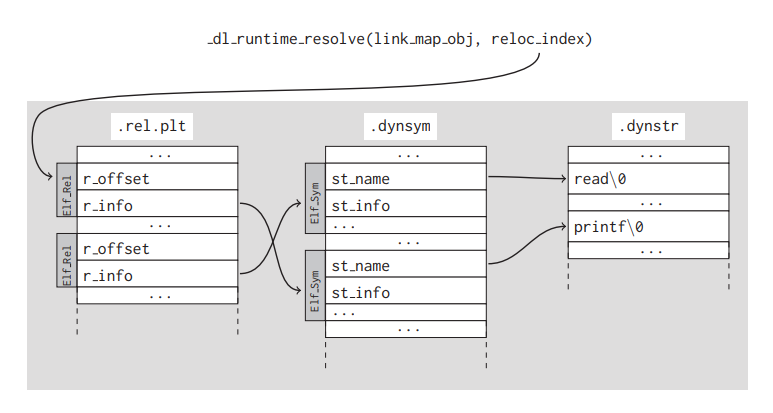 _dl_runtime_resolve(link_map_obj, reloc_index)
.rel.plt
...
Elf_Rel
r_offset
r_info
...
Elf_Rel
r_offset
r_info
...
.dynsym
...
Elf_Sym
st_name
st_info
...
...
Elf_Sym
st_name
st_info
...
...
.dynstr
...
read\0
...
printf\0
...